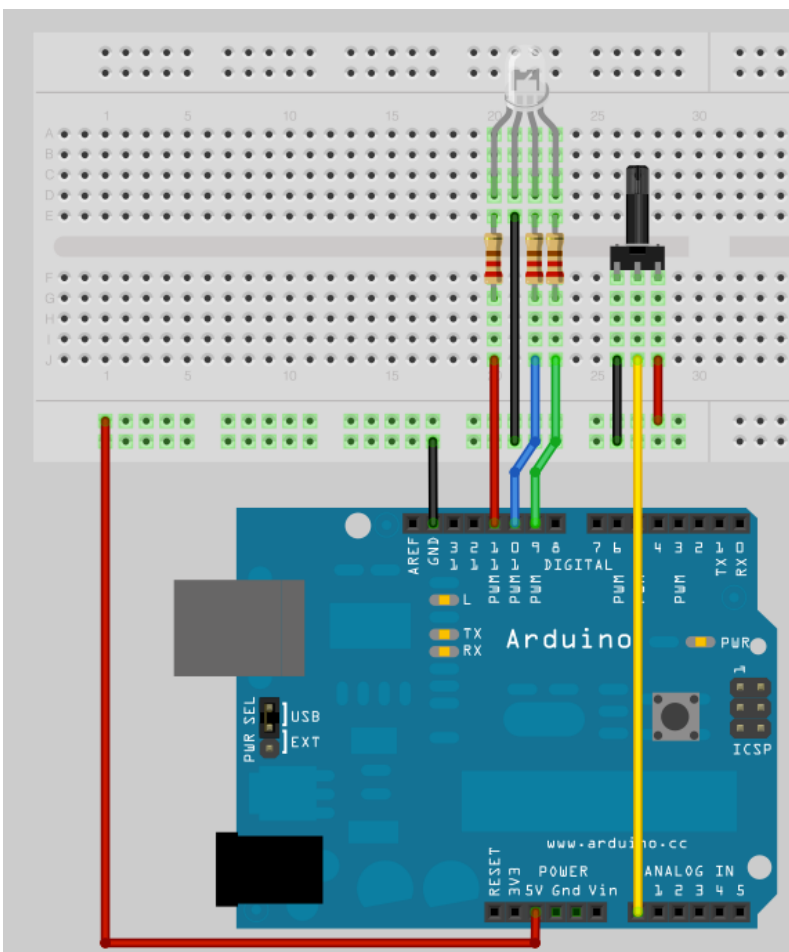 1 5 10 15 20 25 30
A
B
C
D
E
F
G
H
I
J
1 5 10 15 25 30
AREF GND 13 12 11 10 9 8 7 6 4 3 2 1 0
PWM PWM PWM DIGITAL PWM PWM TX RX
L
TX
RX
Arduino
PWR
1
PWR SEL
USB
EXT
ICSP
www.arduino.cc
RESET 3V3 POWER ANALOG IN
5V Gnd Vin 1 2 3 4 5